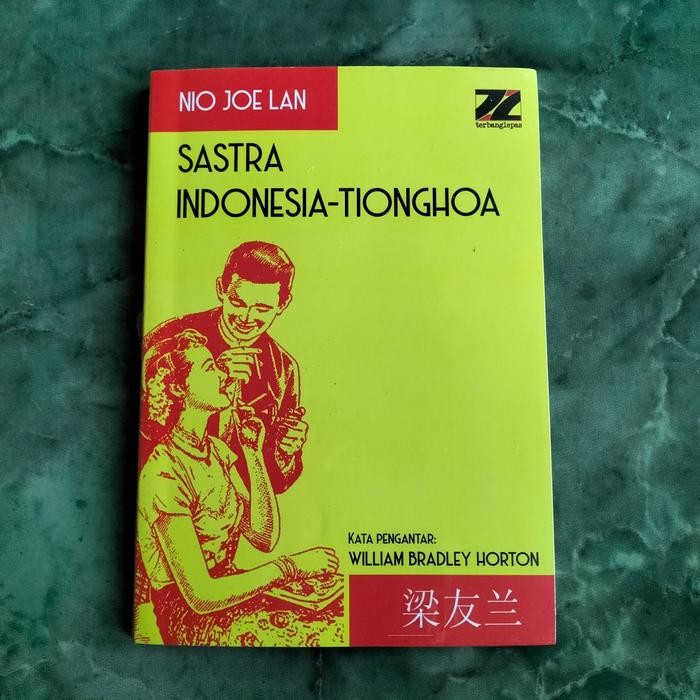 NIO JOE LAN
terbanglepas
SASTRA
INDONESIA-TIONGHOA
KATA PENGANTAR:
WILLIAM BRADLEY HORTON
梁友兰